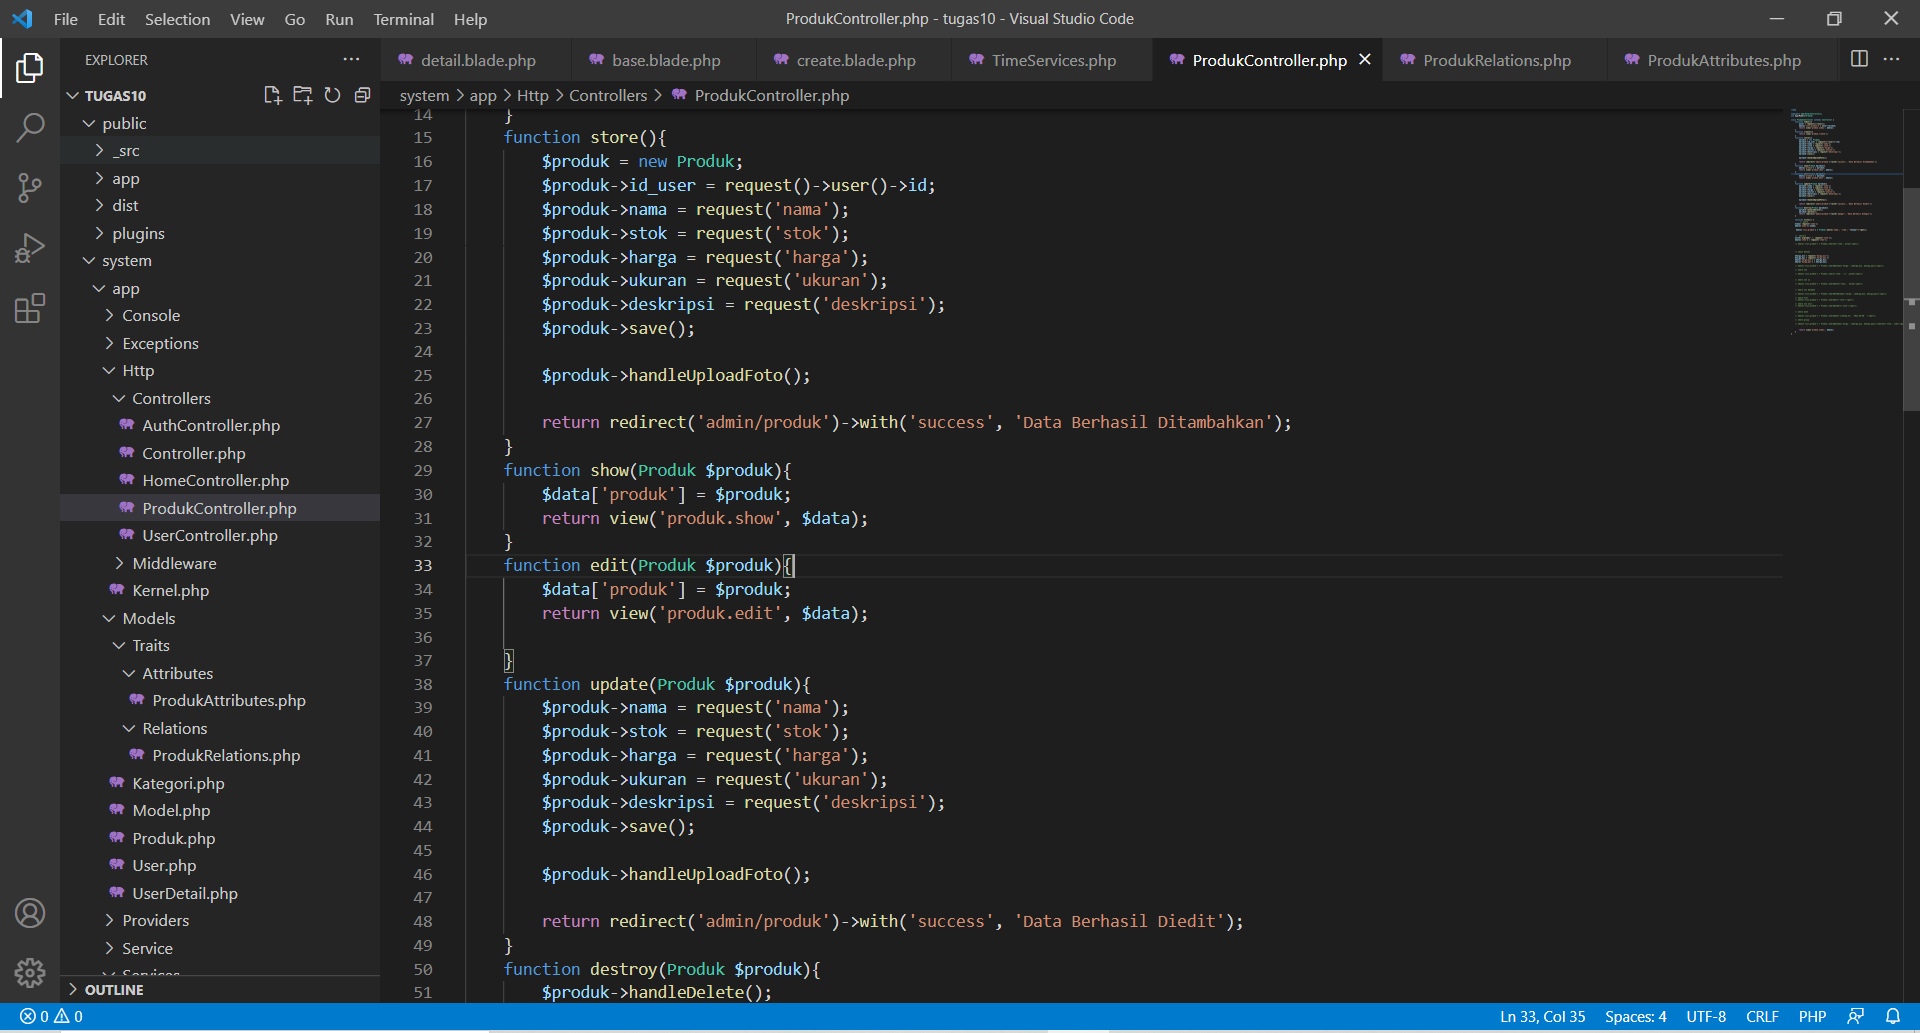 File Edit Selection View Go Run Terminal Help
ProdukController.php - tugas10 - Visual Studio Code
EXPLORER
TUGAS10
public
_src
app
dist
plugins
system
app
Console
Exceptions
Http
Controllers
AuthController.php
Controller.php
HomeController.php
ProdukController.php
UserController.php
Middleware
Kernel.php
Models
Traits
Attributes
ProdukAttributes.php
Relations
ProdukRelations.php
Kategori.php
Model.php
Produk.php
User.php
UserDetail.php
Providers
Service
Services
OUTLINE
detail.blade.php base.blade.php create.blade.php TimeServices.php ProdukController.php ProdukRelations.php ProdukAttributes.php
system > app > Http > Controllers > ProdukController.php
14 }
15 function store(){
16 $produk = new Produk;
17 $produk->id_user = request()->user()->id;
18 $produk->nama = request('nama');
19 $produk->stok = request('stok');
20 $produk->harga = request('harga');
21 $produk->ukuran = request('ukuran');
22 $produk->deskripsi = request('deskripsi');
23 $produk->save();
24
25 $produk->handleUploadFoto();
26
27 return redirect('admin/produk')->with('success', 'Data Berhasil Ditambahkan');
28 }
29 function show(Produk $produk){
30 $data['produk'] = $produk;
31 return view('produk.show', $data);
32 }
33 function edit(Produk $produk){
34 $data['produk'] = $produk;
35 return view('produk.edit', $data);
36
37 }
38 function update(Produk $produk){
39 $produk->nama = request('nama');
40 $produk->stok = request('stok');
41 $produk->harga = request('harga');
42 $produk->ukuran = request('ukuran');
43 $produk->deskripsi = request('deskripsi');
44 $produk->save();
45
46 $produk->handleUploadFoto();
47
48 return redirect('admin/produk')->with('success', 'Data Berhasil Diedit');
49 }
50 function destroy(Produk $produk){
51 $produk->handleDelete();
0 0
Ln 33, Col 35 Spaces: 4 UTF-8 CRLF PHP